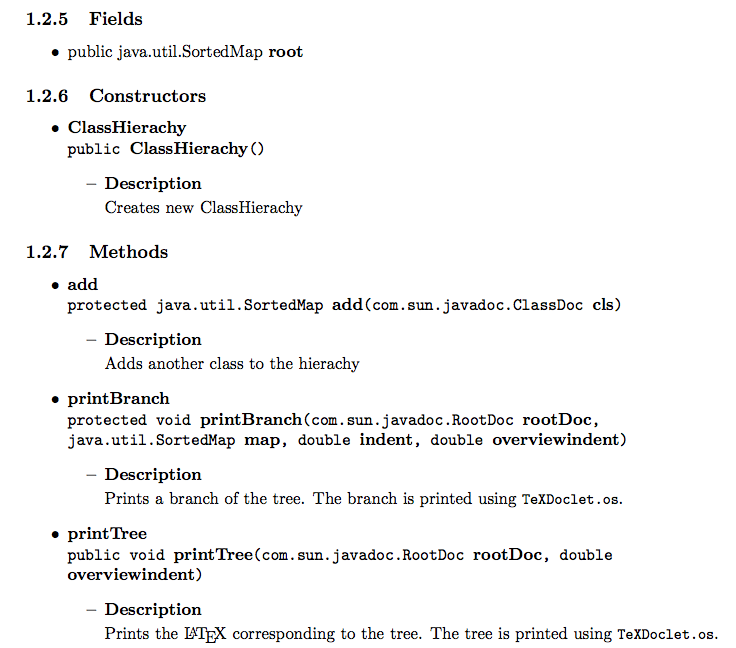 1.2.5 Fields
• public java.util.SortedMap root
1.2.6 Constructors
• ClassHierachy
public ClassHierachy()
– Description
Creates new ClassHierachy
1.2.7 Methods
• add
protected java.util.SortedMap add(com.sun.javadoc.ClassDoc cls)
– Description
Adds another class to the hierachy
• printBranch
protected void printBranch(com.sun.javadoc.RootDoc rootDoc,
java.util.SortedMap map, double indent, double overviewindent)
– Description
Prints a branch of the tree. The branch is printed using TeXDoclet.os.
• printTree
public void printTree(com.sun.javadoc.RootDoc rootDoc, double
overviewindent)
– Description
Prints the LATEX corresponding to the tree. The tree is printed using TeXDoclet.os.